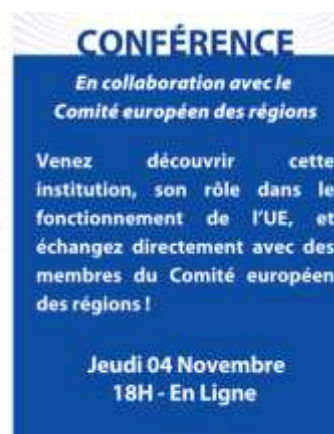 CONFÉRENCE
En collaboration avec le
Comité européen des régions
Venez découvrir cette
institution, son rôle dans le
fonctionnement de l'UE, et
échangez directement avec des
membres du Comité européen
des régions !
Jeudi 04 Novembre
18H - En Ligne